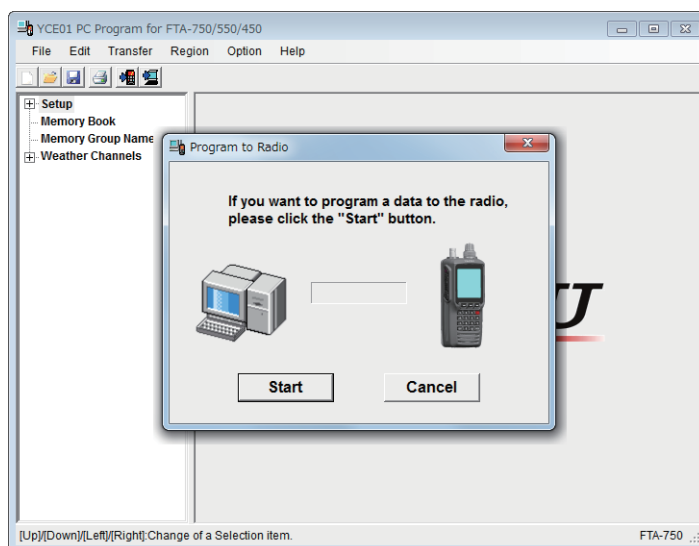 YCE01 PC Program for FTA-750/550/450
File Edit Transfer Region Option Help
Setup
Memory Book
Memory Group Name
Weather Channels
Program to Radio
If you want to program a data to the radio,
please click the "Start" button.
U
Start Cancel
[Up]/[Down]/[Left]/[Right]:Change of a Selection item. FTA-750